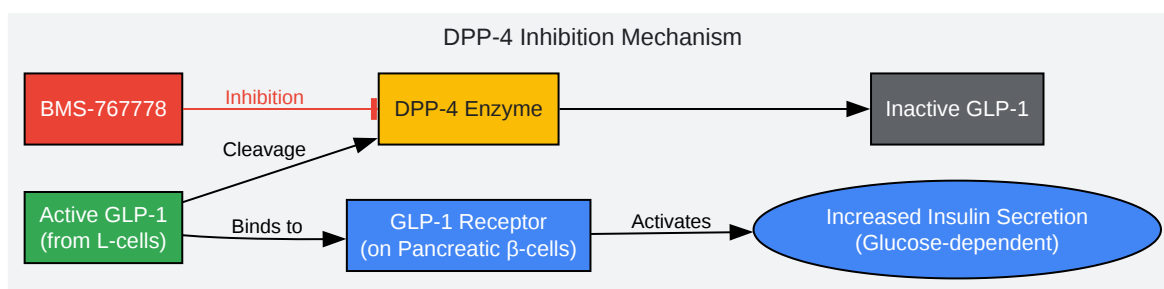 DPP-4 Inhibition Mechanism
BMS-767778
Inhibition
DPP-4 Enzyme
Inactive GLP-1
Cleavage
Active GLP-1
(from L-cells)
Binds to
GLP-1 Receptor
(on Pancreatic β-cells)
Activates
Increased Insulin Secretion
(Glucose-dependent)